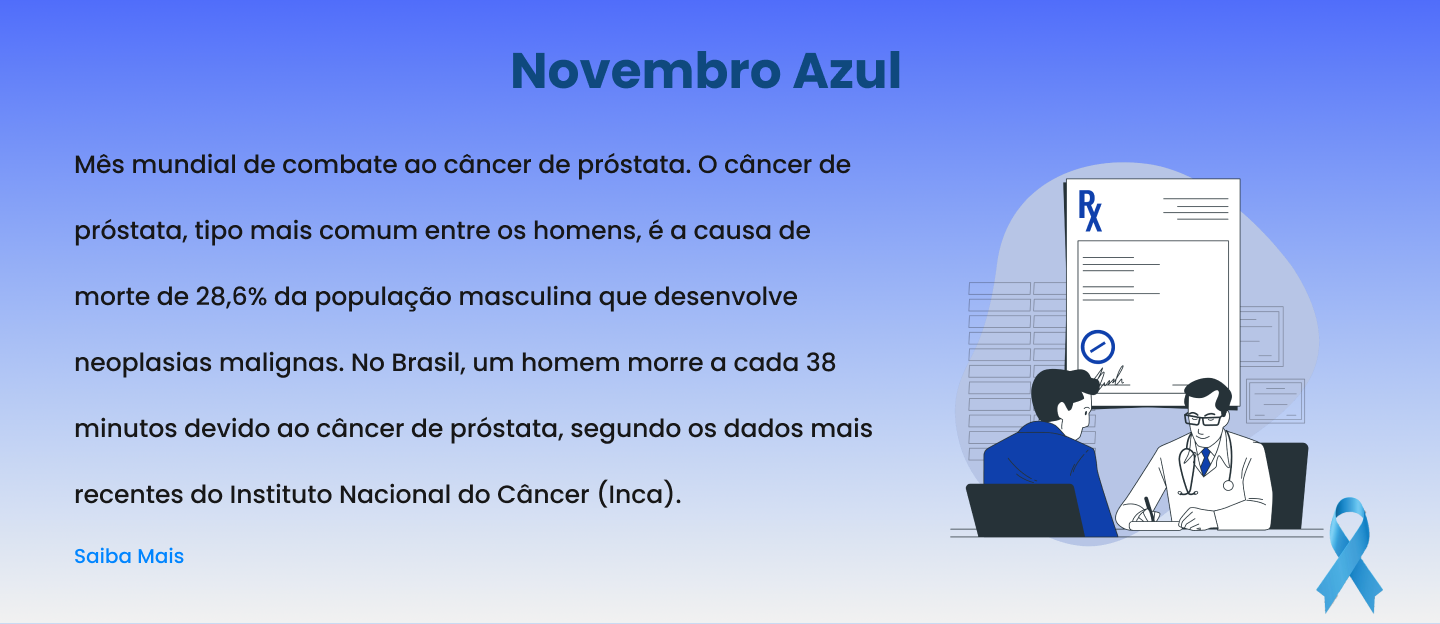 Novembro Azul
Mês mundial de combate ao câncer de próstata. O câncer de
próstata, tipo mais comum entre os homens, é a causa de
morte de 28,6% da população masculina que desenvolve
neoplasias malignas. No Brasil, um homem morre a cada 38
minutos devido ao câncer de próstata, segundo os dados mais
recentes do Instituto Nacional do Câncer (Inca).
Saiba Mais
RX